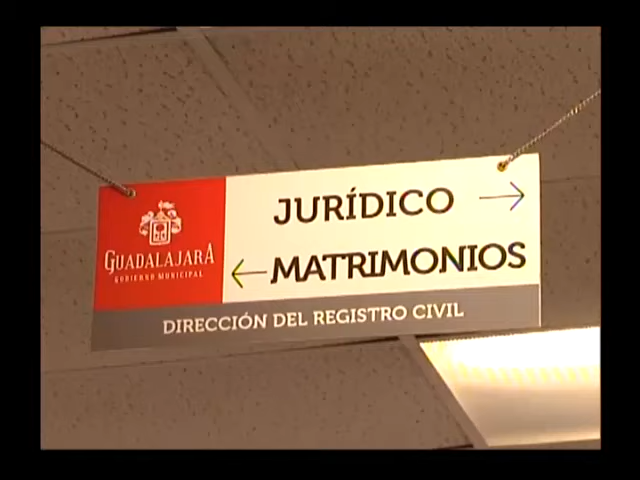 JURÍDICO →
← MATRIMONIOS
GUADALAJARA
GOBIERNO MUNICIPAL
DIRECCIÓN DEL REGISTRO CIVIL